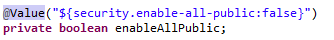 @Value("${security.enable-all-public:false}")
private boolean enableAllPublic;